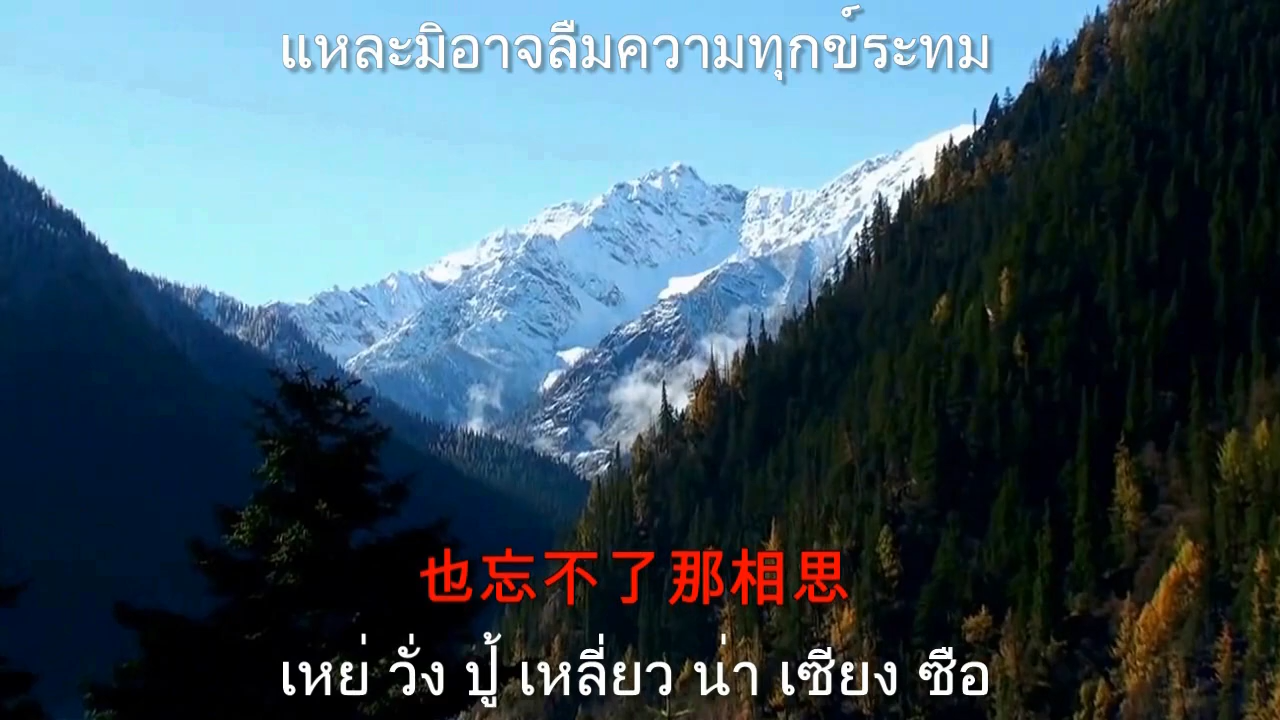 แหละมิอาจลืมความทุกข์ระทม
也忘不了那相思
เหย่ วั่ง ปู้ เหลี่ยว น่า เซียง ซือ